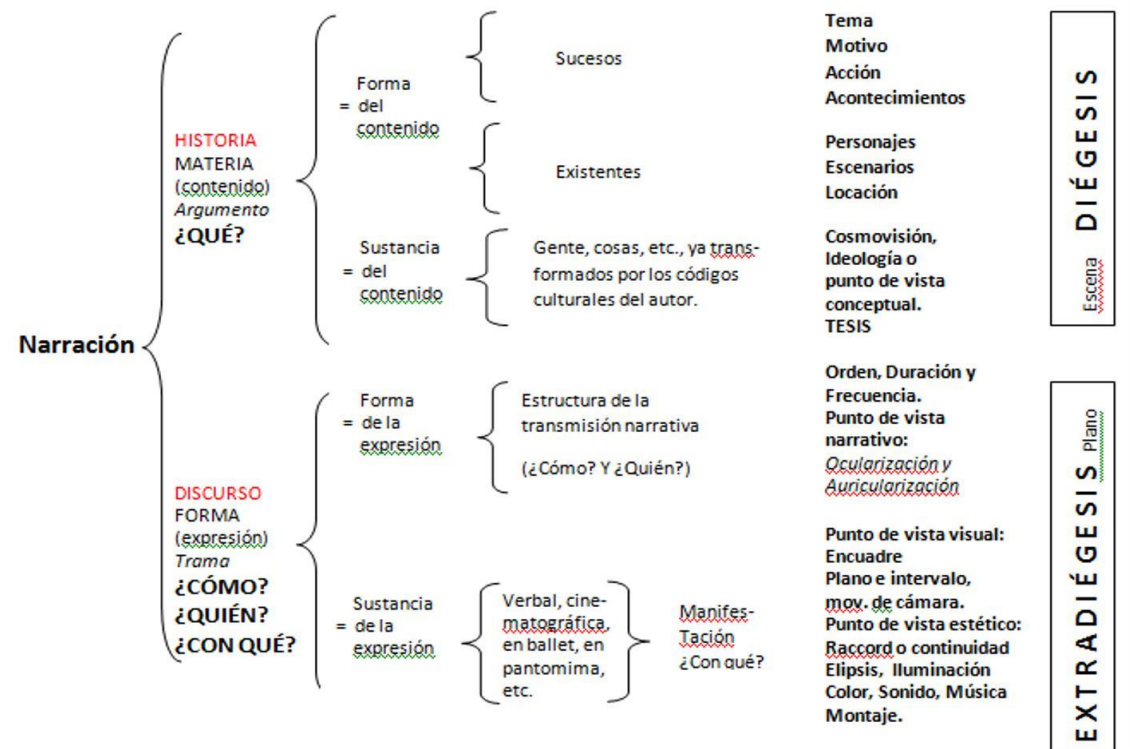 Narración
HISTORIA
MATERIA
(contenido)
Argumento
¿QUÉ?
Forma
= del
contenido
Sucesos
Tema
Motivo
Acción
Acontecimientos
Existentes
Personajes
Escenarios
Locación
Sustancia
= del
contenido
Gente, cosas, etc., ya trans-
formados por los códigos
culturales del autor.
Cosmovisión,
Ideología o
punto de vista
conceptual.
TESIS
Escena DIÉGESIS
DISCURSO
FORMA
(expresión)
Trama
¿CÓMO?
¿QUIÉN?
¿CON QUÉ?
Forma
= de la
expresión
Estructura de la
transmisión narrativa
(¿Cómo? Y ¿Quién?)
Orden, Duración y
Frecuencia.
Punto de vista
narrativo:
Ocularización y
Auricularización
Sustancia
= de la
expresión
Verbal, cine-
matográfica,
en ballet, en
pantomima,
etc.
Manifes-
Tación
¿Con qué?
Punto de vista visual:
Encuadre
Plano e intervalo,
mov. de cámara.
Punto de vista estético:
Raccord o continuidad
Elipsis, Iluminación
Color, Sonido, Música
Montaje.
EXTRADIÉGESIS Plano